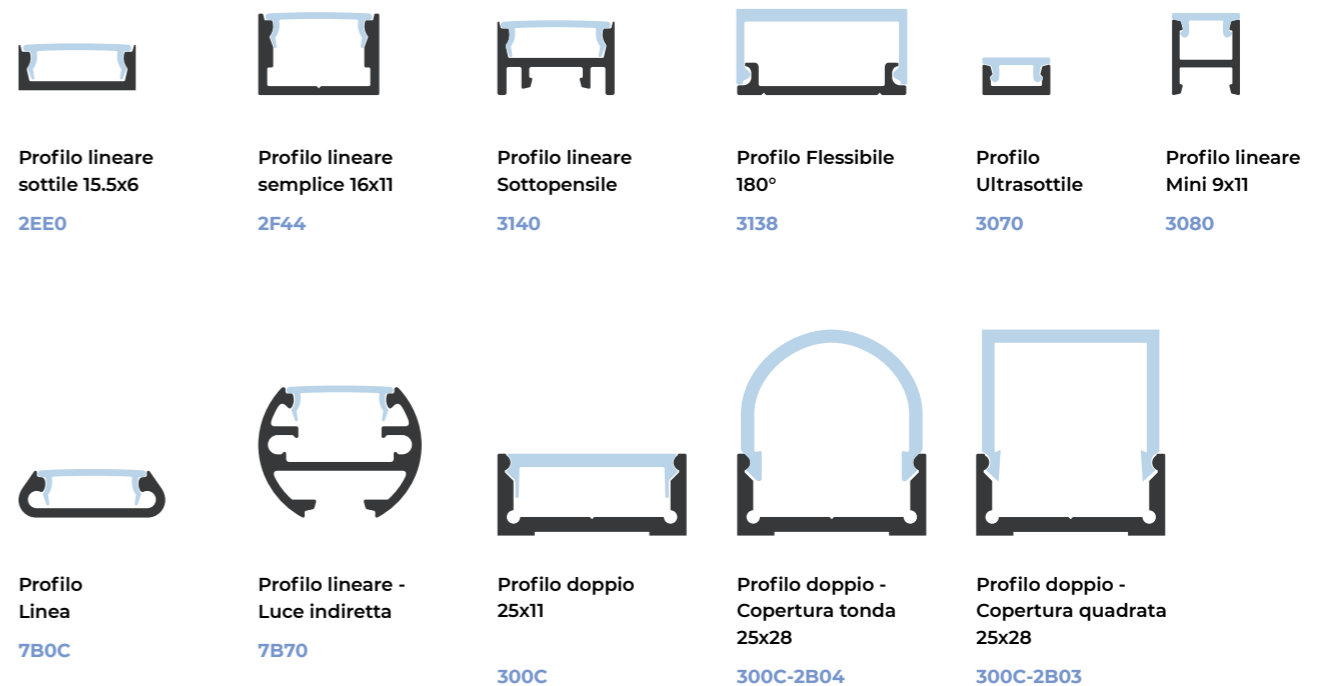 Profilo lineare
sottile 15.5x6
2EE0
Profilo lineare
semplice 16x11
2F44
Profilo lineare
Sottopensile
3140
Profilo Flessibile
180°
3138
Profilo
Ultrasottile
3070
Profilo lineare
Mini 9x11
3080
Profilo
Linea
7B0C
Profilo lineare -
Luce indiretta
7B70
Profilo doppio
25x11
300C
Profilo doppio -
Copertura tonda
25x28
300C-2B04
Profilo doppio -
Copertura quadrata
25x28
300C-2B03